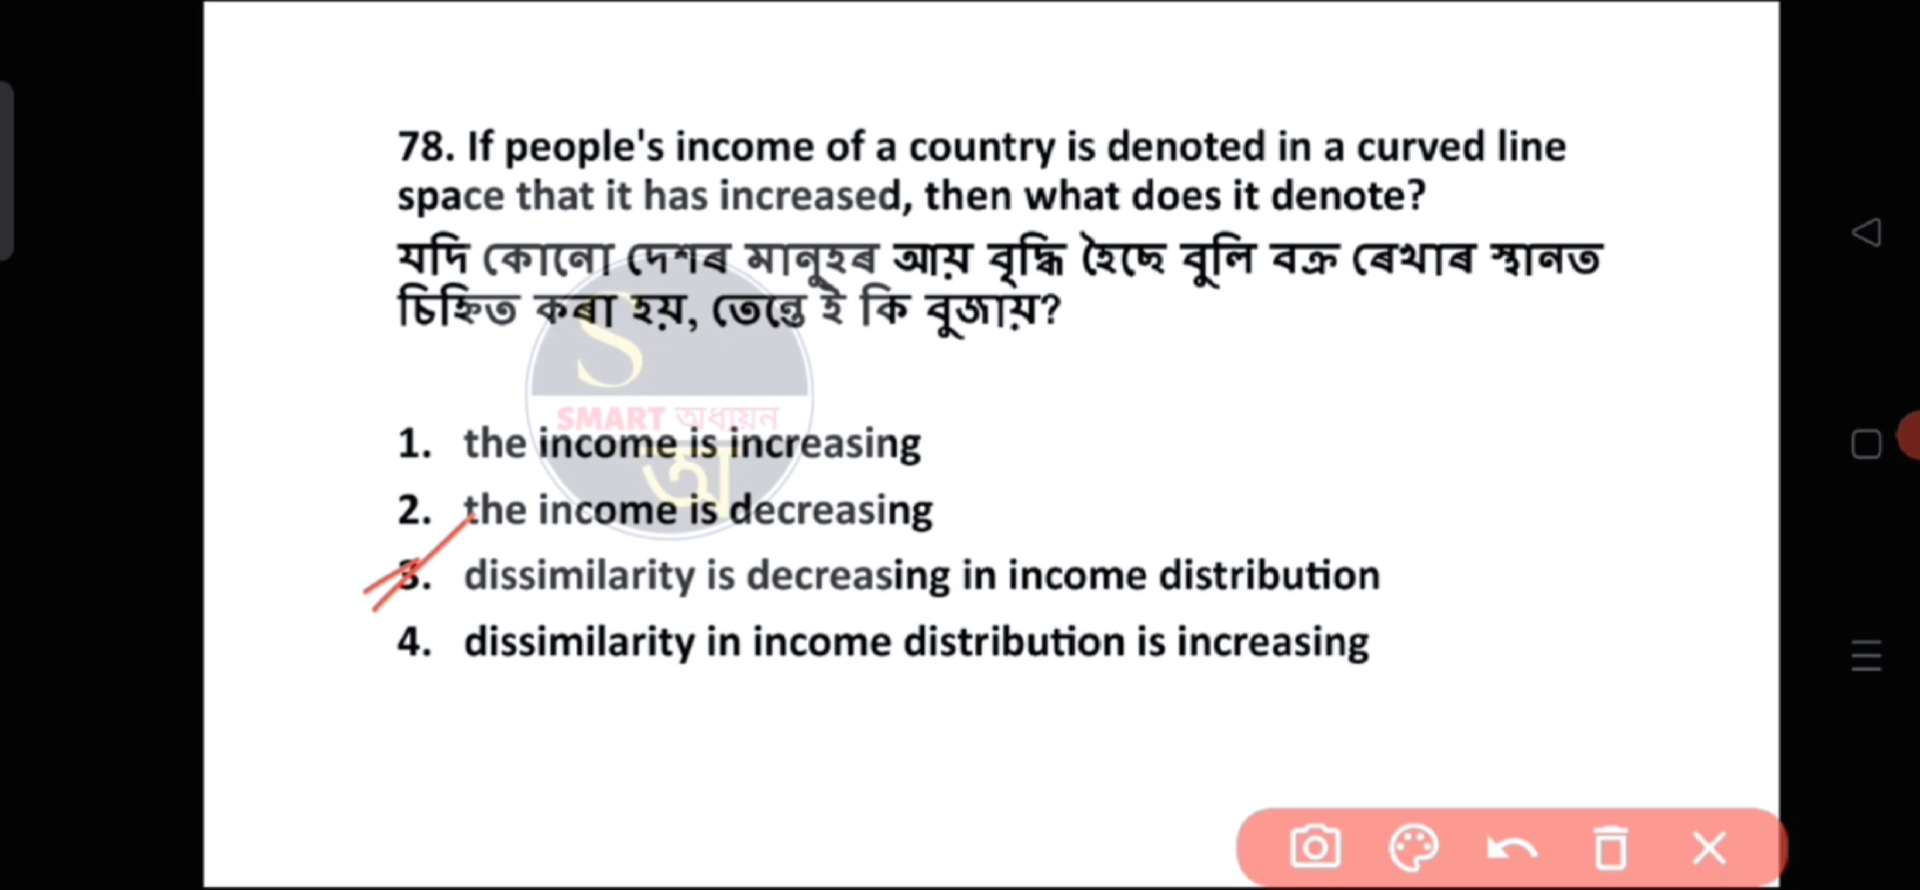 78. If people's income of a country is denoted in a curved line
space that it has increased, then what does it denote?
যদি কোনো দেশৰ মানুহৰ আয় বৃদ্ধি হৈছে বুলি বক্ৰ ৰেখাৰ স্থানত
চিহ্নিত কৰা হয়, তেন্তে ই কি বুজায়?
S
SMART অধ্যয়ন
অ
1. the income is increasing
2. the income is decreasing
3. dissimilarity is decreasing in income distribution
4. dissimilarity in income distribution is increasing